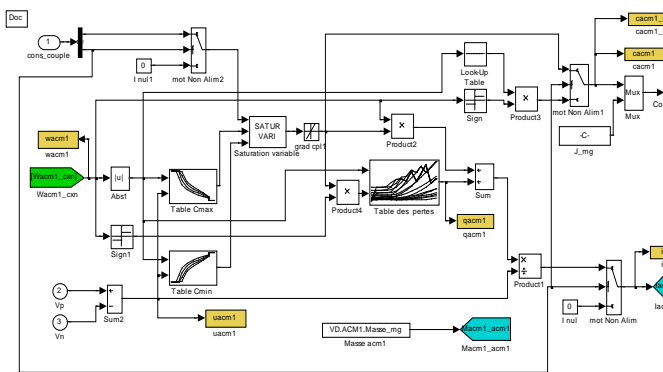 Doc
1
cons_couple
0
I nul1
mot Non Alim2
wacm1
wacm1
[Wacm1_cxn]
Wacm1_cxn
|u|
Abs1
Sign1
Table Cmax
Table Cmin
SATUR
VARI
Saturation variable
grad cpl1
Look-Up
Table
Sign
Product3
Product2
Product4
Table des pertes
mot Non Alim1
cacm1
cacm1
Mux
Mux
-C-
J_mg
+
+
Sum
qacm1
qacm1
×
÷
Product1
0
I nul
mot Non Alim
2
Vp
3
Vn
+
−
Sum2
uacm1
uacm1
VD.ACM1.Masse_mg
Masse acm1
Macm1_acm1
Macm1_acm1